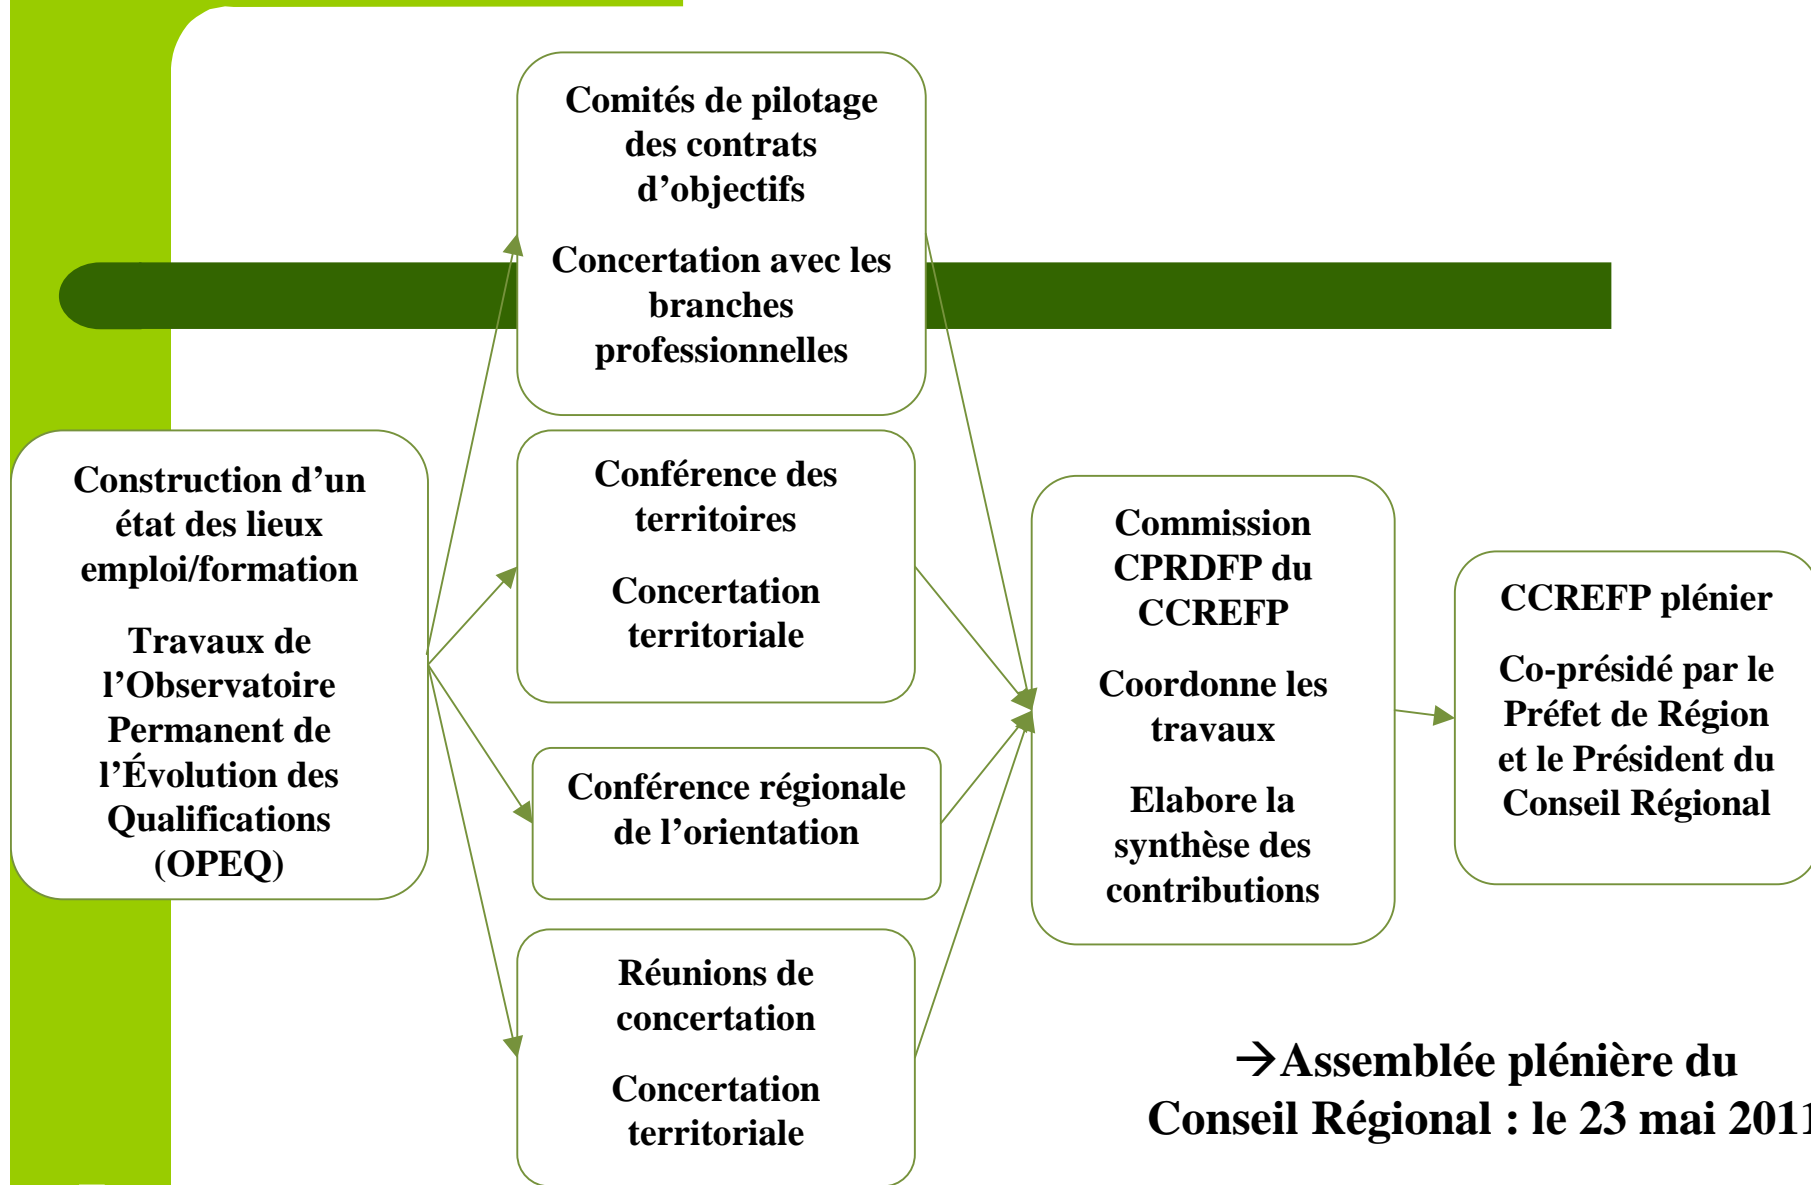 Comités de pilotage
des contrats
d’objectifs
Concertation avec les
branches
professionnelles
Construction d’un
état des lieux
emploi/formation
Travaux de
l’Observatoire
Permanent de
l’Évolution des
Qualifications
(OPEQ)
Conférence des
territoires
Concertation
territoriale
Conférence régionale
de l’orientation
Réunions de
concertation
Concertation
territoriale
Commission
CPRDFP du
CCREFP
Coordonne les
travaux
Elabore la
synthèse des
contributions
CCREFP plénier
Co-présidé par le
Préfet de Région
et le Président du
Conseil Régional
→Assemblée plénière du
Conseil Régional : le 23 mai 2011